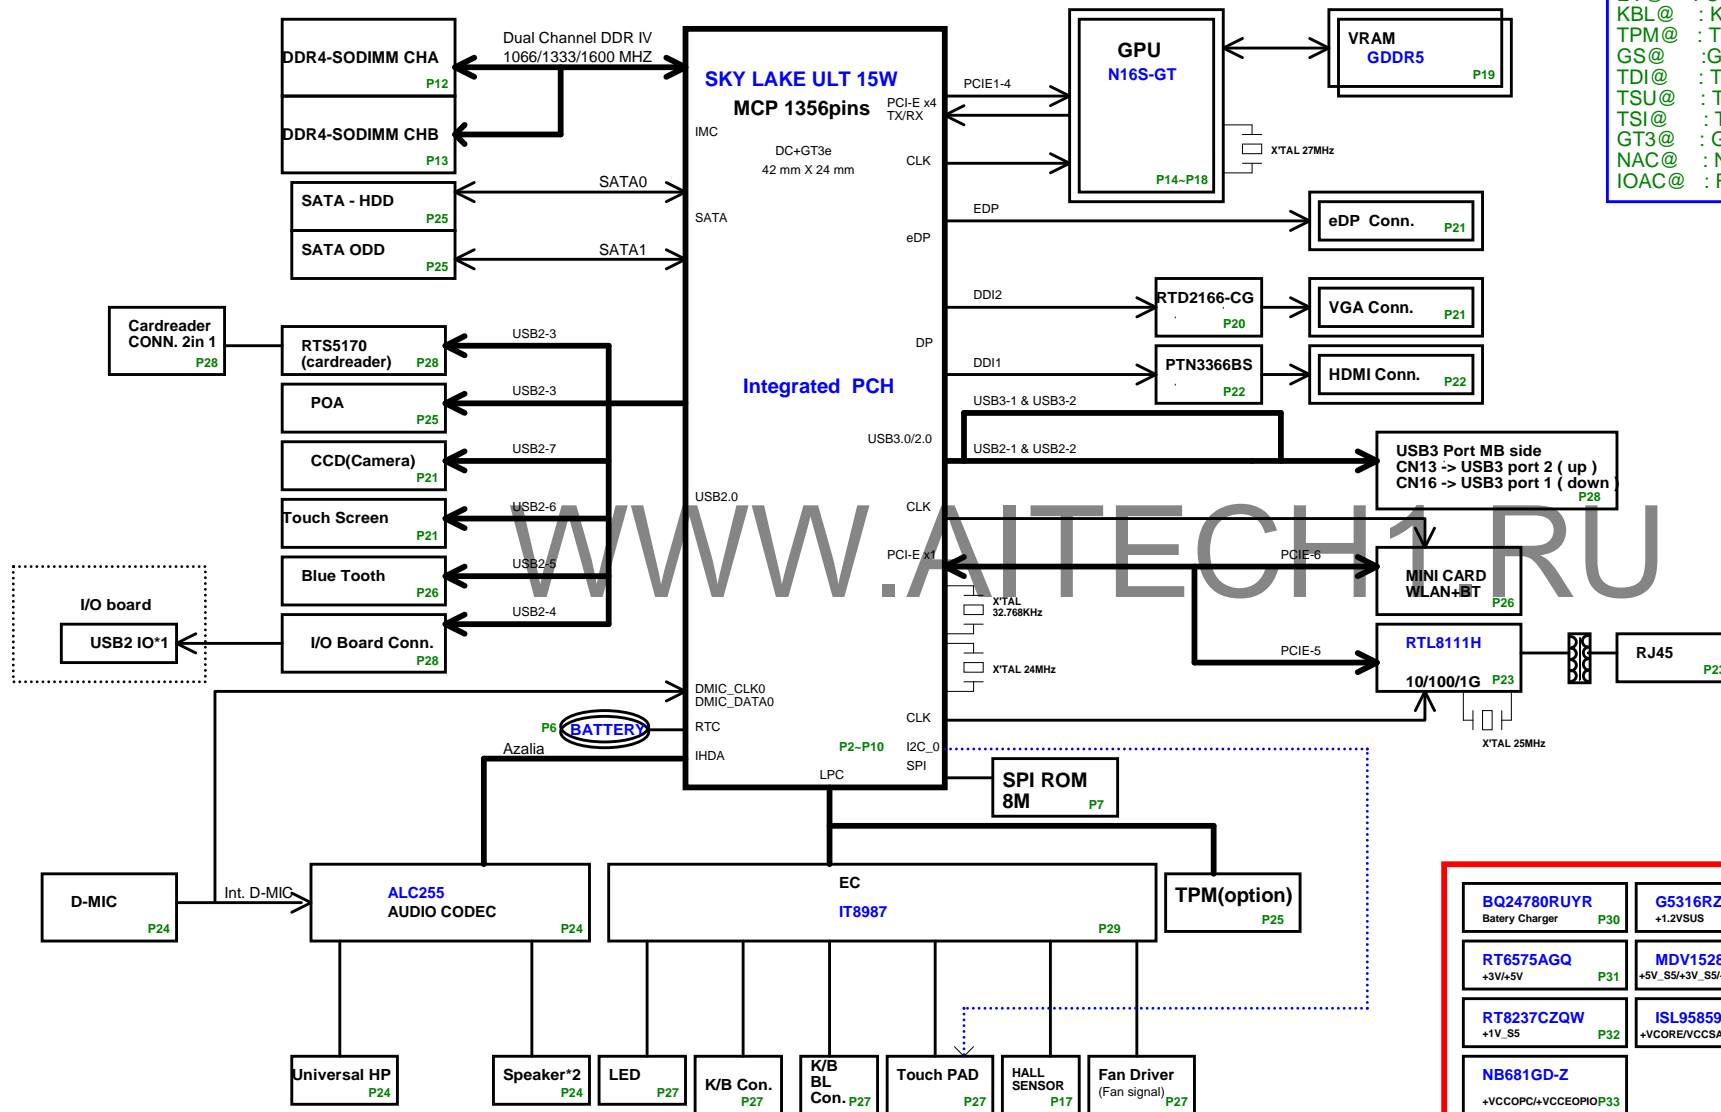 DDR4-SODIMM CHA
P12
DDR4-SODIMM CHB
P13
Dual Channel DDR IV
1066/1333/1600 MHZ
SATA - HDD
P25
SATA ODD
P25
SATA0
SATA1
SKY LAKE ULT 15W
MCP 1356pins
DC+GT3e
42 mm X 24 mm
Integrated PCH
IMC
SATA
USB2.0
DMIC_CLK0
DMIC_DATA0
RTC
IHDA
LPC
P2~P10
PCI-E x4
TX/RX
CLK
eDP
DP
USB3.0/2.0
CLK
PCI-E x1
CLK
I2C_0
SPI
PCIE1-4
GPU
N16S-GT
P14~P18
VRAM
GDDR5
P19
X'TAL 27MHz
EDP
eDP Conn.
P21
DDI2
RTD2166-CG
P20
VGA Conn.
P21
DDI1
PTN3366BS
P22
HDMI Conn.
P22
USB3-1 & USB3-2
USB2-1 & USB2-2
USB3 Port MB side
CN13 -> USB3 port 2 ( up )
CN16 -> USB3 port 1 ( down )
P28
KBL@
TPM@
GS@
TDI@
TSU@
TSI@
GT3@
NAC@
IOAC@
Cardreader
CONN. 2in 1
P28
RTS5170
(cardreader)
P28
USB2-3
POA
P25
USB2-3
CCD(Camera)
P21
USB2-7
Touch Screen
P21
USB2-6
Blue Tooth
P26
USB2-5
I/O Board Conn.
P28
USB2-4
I/O board
USB2 IO*1
WWW.AITECH1.RU
PCIE-6
MINI CARD
WLAN+BT
P26
X'TAL
32.768KHz
X'TAL 24MHz
PCIE-5
RTL8111H
10/100/1G
P23
RJ45
X'TAL 25MHz
P6
BATTERY
Azalia
SPI ROM
8M
P7
D-MIC
P24
Int. D-MIC
ALC255
AUDIO CODEC
P24
EC
IT8987
P29
TPM(option)
P25
Universal HP
P24
Speaker*2
P24
LED
P27
K/B Con.
P27
K/B
BL
Con.
P27
Touch PAD
P27
HALL
SENSOR
P17
Fan Driver
(Fan signal)
P27
BQ24780RUYR
Batery Charger
P30
G5316RZ
+1.2VSUS
RT6575AGQ
+3V/+5V
P31
MDV1528
+5V_S5/+3V_S5/
RT8237CZQW
+1V_S5
P32
ISL95859
+VCORE/VCCSA
NB681GD-Z
+VCCOPC/+VCCEOPIO
P33